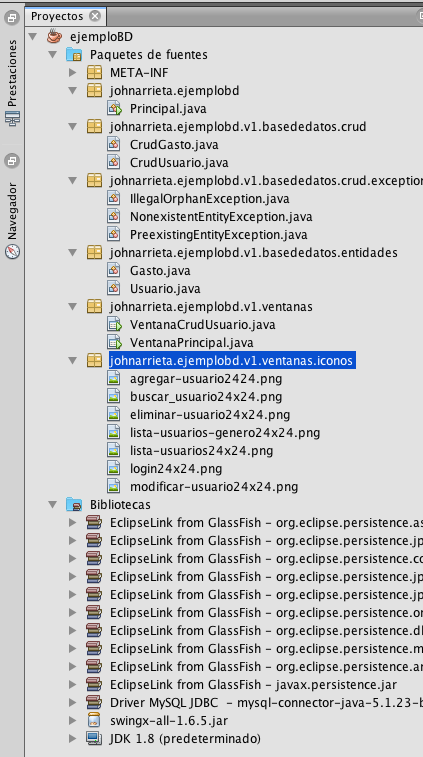 Proyectos
Prestaciones
Navegador
ejemploBD
Paquetes de fuentes
META-INF
johnarrieta.ejemplobd
Principal.java
johnarrieta.ejemplobd.v1.basededatos.crud
CrudGasto.java
CrudUsuario.java
johnarrieta.ejemplobd.v1.basededatos.crud.exception
IllegalOrphanException.java
NonexistentEntityException.java
PreexistingEntityException.java
johnarrieta.ejemplobd.v1.basededatos.entidades
Gasto.java
Usuario.java
johnarrieta.ejemplobd.v1.ventanas
VentanaCrudUsuario.java
VentanaPrincipal.java
johnarrieta.ejemplobd.v1.ventanas.iconos
agregar-usuario2424.png
buscar_usuario24x24.png
eliminar-usuario24x24.png
lista-usuarios-genero24x24.png
lista-usuarios24x24.png
login24x24.png
modificar-usuario24x24.png
Bibliotecas
EclipseLink from GlassFish - org.eclipse.persistence.as
EclipseLink from GlassFish - org.eclipse.persistence.jp
EclipseLink from GlassFish - org.eclipse.persistence.co
EclipseLink from GlassFish - org.eclipse.persistence.jp
EclipseLink from GlassFish - org.eclipse.persistence.jp
EclipseLink from GlassFish - org.eclipse.persistence.or
EclipseLink from GlassFish - org.eclipse.persistence.db
EclipseLink from GlassFish - org.eclipse.persistence.m
EclipseLink from GlassFish - org.eclipse.persistence.an
EclipseLink from GlassFish - javax.persistence.jar
Driver MySQL JDBC - mysql-connector-java-5.1.23-b
swingx-all-1.6.5.jar
JDK 1.8 (predeterminado)